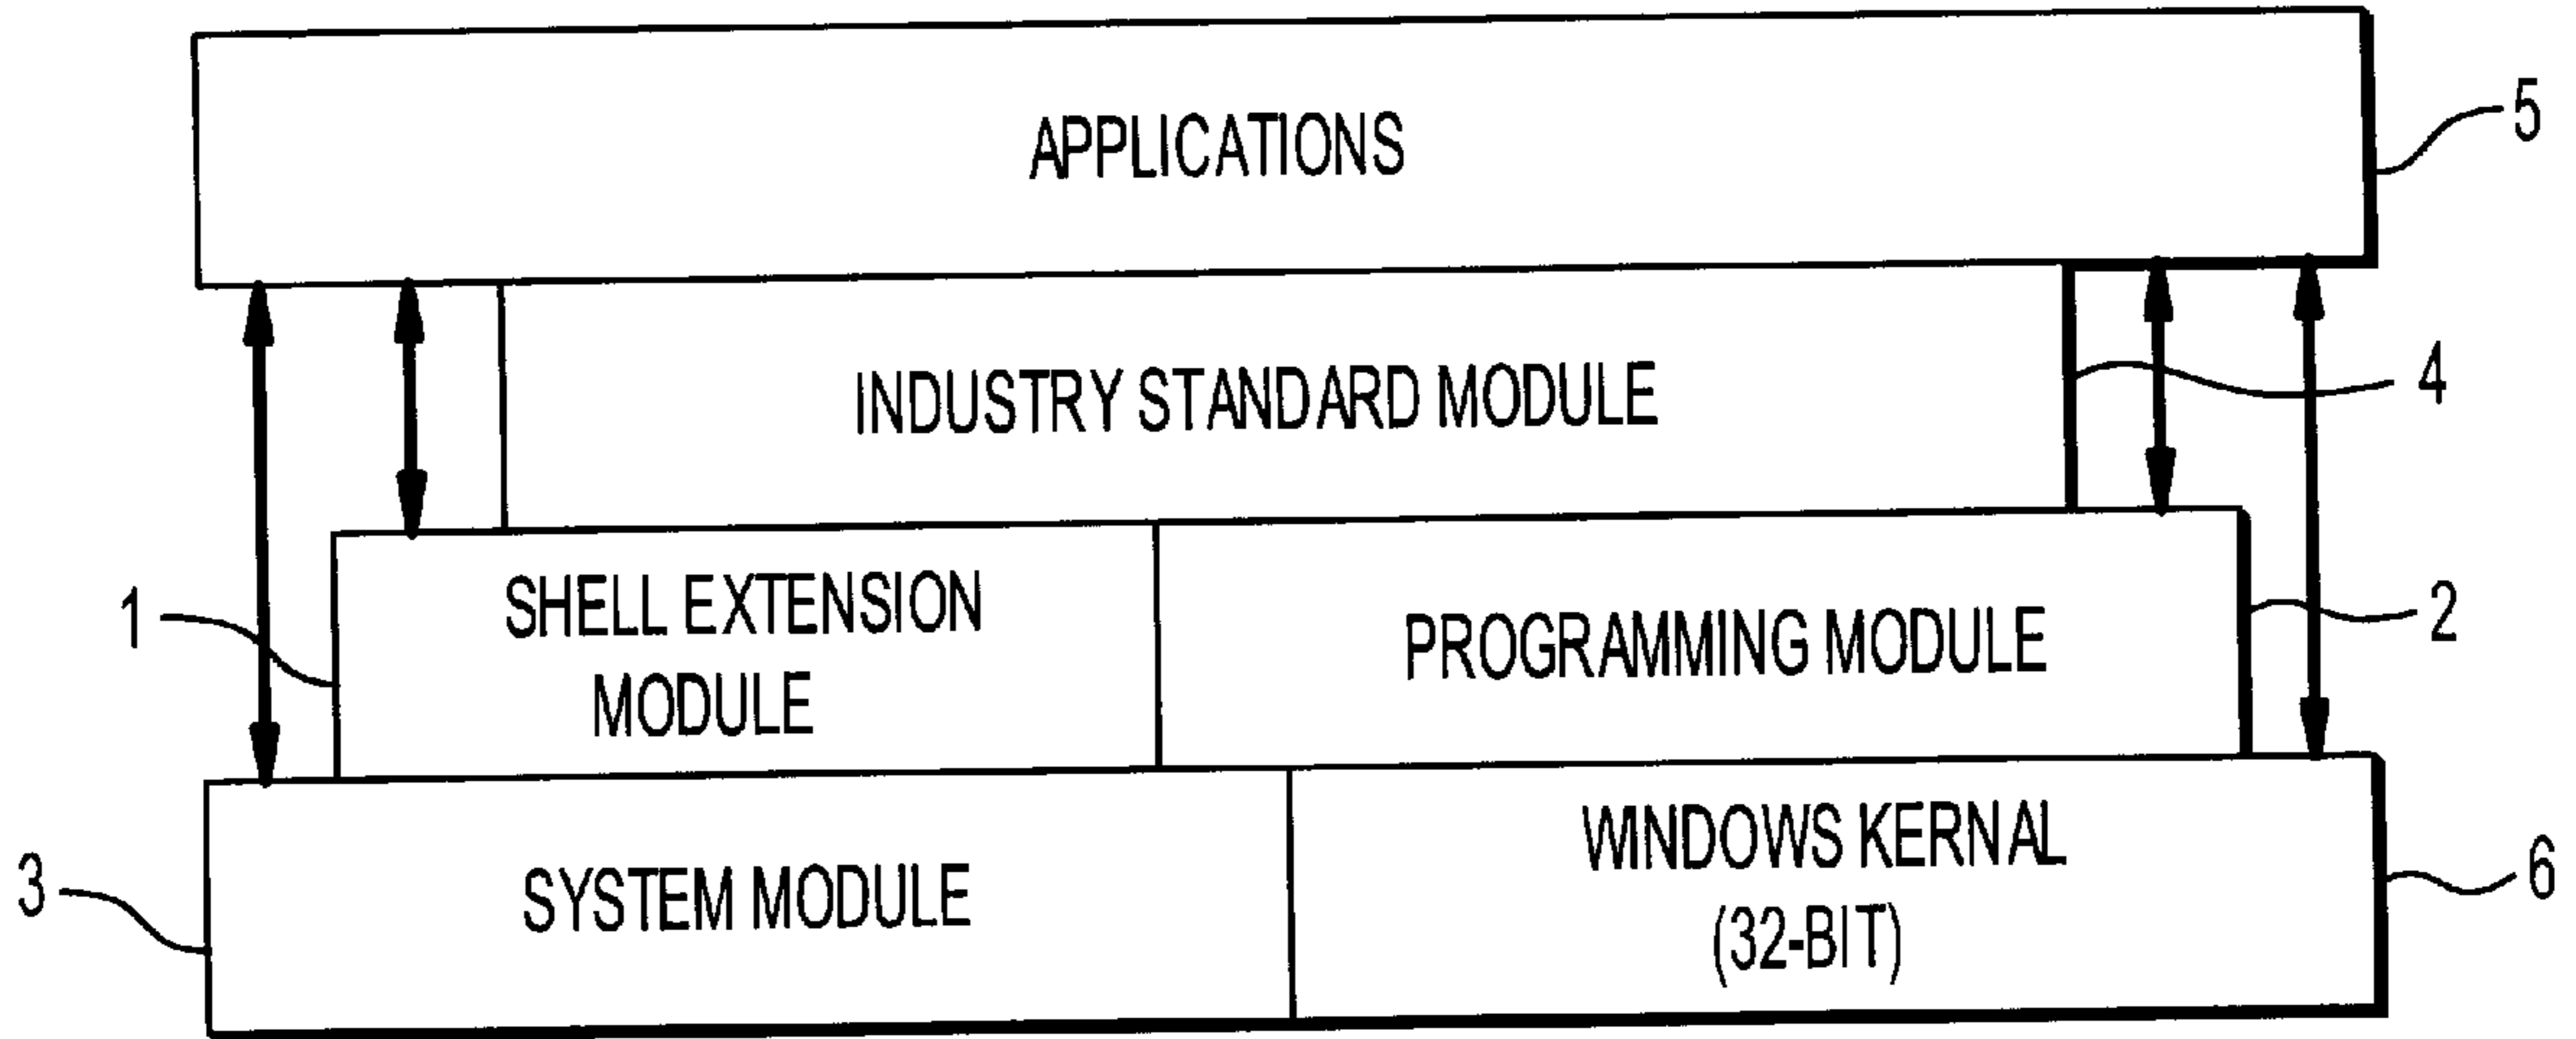 APPLICATIONS
5
INDUSTRY STANDARD MODULE
4
1
SHELL EXTENSION
MODULE
PROGRAMMING MODULE
2
3
SYSTEM MODULE
WINDOWS KERNAL
(32-BIT)
6